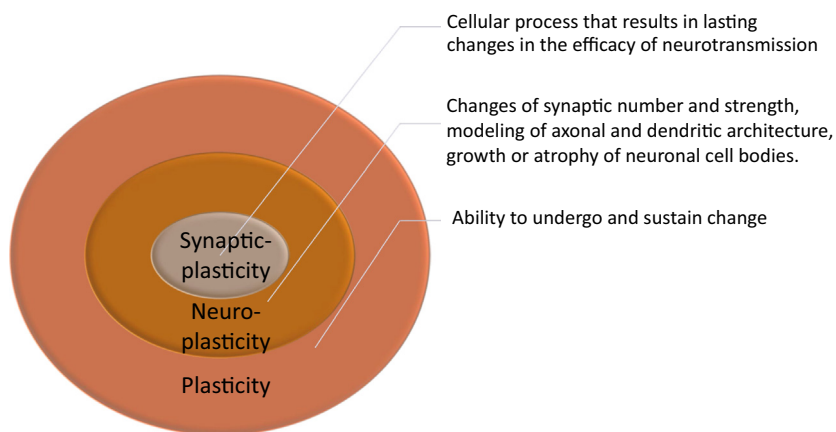 Cellular process that results in lasting
changes in the efficacy of neurotransmission
Changes of synaptic number and strength,
modeling of axonal and dendritic architecture,
growth or atrophy of neuronal cell bodies.
Ability to undergo and sustain change
Synaptic-
plasticity
Neuro-
plasticity
Plasticity